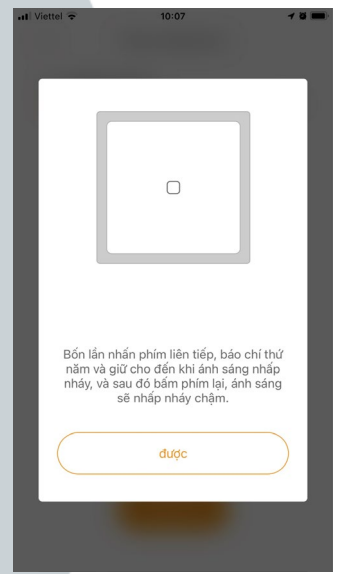 Viettel
10:07
Bốn lần nhấn phím liên tiếp, báo chí thứ
năm và giữ cho đến khi ánh sáng nhấp
nháy, và sau đó bấm phím lại, ánh sáng
sẽ nhấp nháy chậm.
được